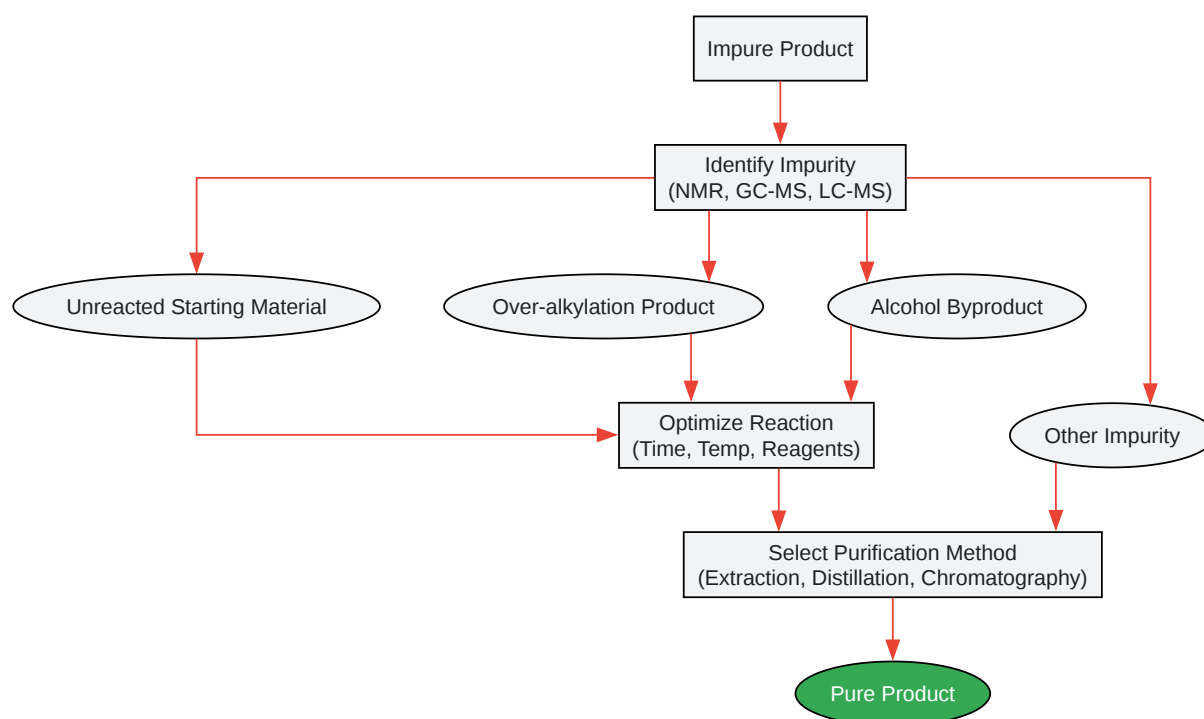 Impure Product
Identify Impurity
(NMR, GC-MS, LC-MS)
Unreacted Starting Material
Over-alkylation Product
Alcohol Byproduct
Optimize Reaction
(Time, Temp, Reagents)
Other Impurity
Select Purification Method
(Extraction, Distillation, Chromatography)
Pure Product